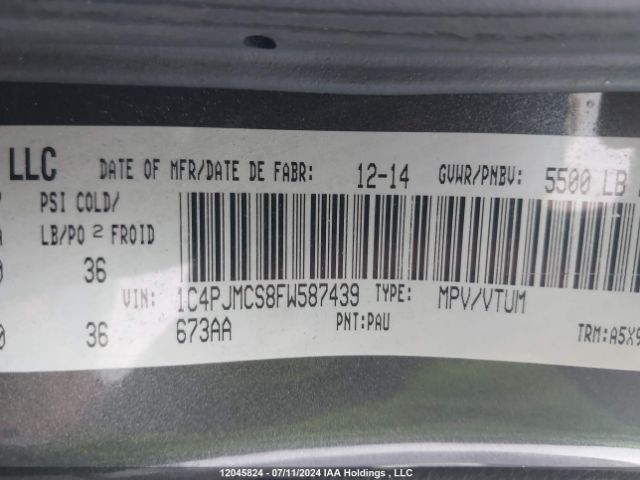 LLC DATE OF MFR/DATE DE FABR: 12-14 GVWR/PNBV: 5500 LB
PSI COLD/
LB/PO 2 FROID
36
VIN: 1C4PJMCS8FW587439 TYPE: MPV/VTUM
36 673AA PNT:PAU TRM:A5X9
12045824 - 07/11/2024 IAA Holdings , LLC